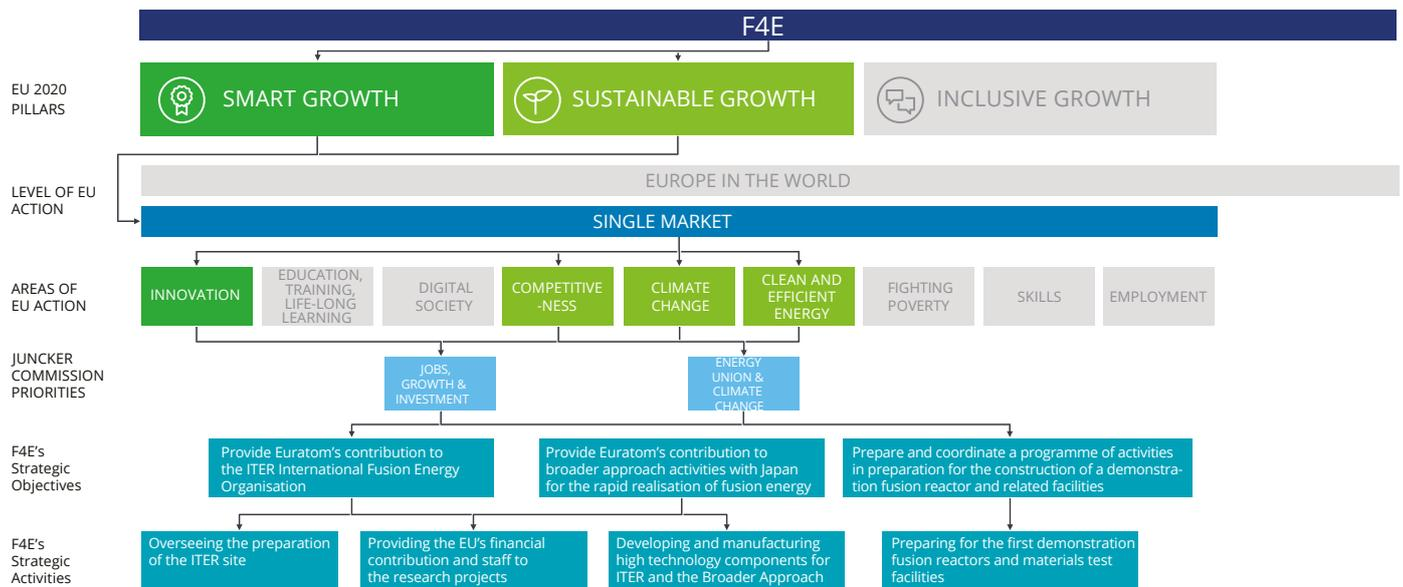 F4E
EU 2020
PILLARS
SMART GROWTH
SUSTAINABLE GROWTH
INCLUSIVE GROWTH
LEVEL OF EU
ACTION
EUROPE IN THE WORLD
SINGLE MARKET
AREAS OF
EU ACTION
INNOVATION
EDUCATION,
TRAINING,
LIFE-LONG
LEARNING
DIGITAL
SOCIETY
COMPETITIVE
-NESS
CLIMATE
CHANGE
CLEAN AND
EFFICIENT
ENERGY
FIGHTING
POVERTY
SKILLS
EMPLOYMENT
JUNCKER
COMMISSION
PRIORITIES
JOBS,
GROWTH &
INVESTMENT
ENERGY
UNION &
CLIMATE
CHANGE
F4E’s
Strategic
Objectives
Provide Euratom’s contribution to
the ITER International Fusion Energy
Organisation
Provide Euratom’s contribution to
broader approach activities with Japan
for the rapid realisation of fusion energy
Prepare and coordinate a programme of activities
in preparation for the construction of a demonstra-
tion fusion reactor and related facilities
F4E’s
Strategic
Activities
Overseeing the preparation
of the ITER site
Providing the EU’s financial
contribution and staff to
the research projects
Developing and manufacturing
high technology components for
ITER and the Broader Approach
Preparing for the first demonstration
fusion reactors and materials test
facilities